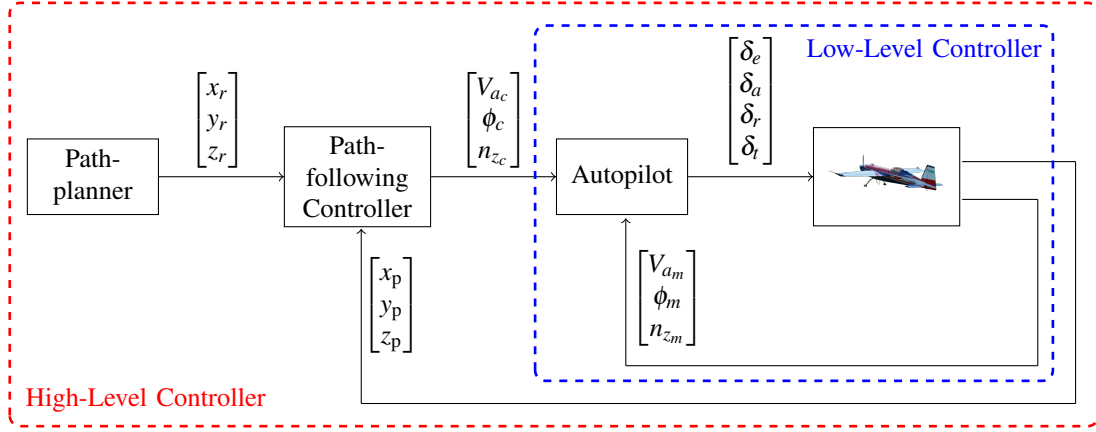 Low-Level Controller
x_r
y_r
z_r
V_{a_c}
ϕ_c
n_{z_c}
δ_e
δ_a
δ_r
δ_t
Path-
planner
Path-
following
Controller
Autopilot
x_p
y_p
z_p
V_{a_m}
ϕ_m
n_{z_m}
High-Level Controller